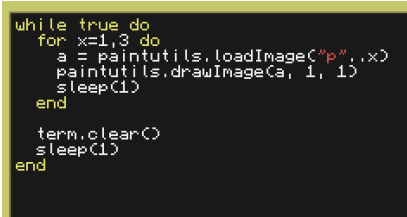 while true do
for x=1,3 do
a = paintutils.loadImage("p"..x)
paintutils.drawImage(a, 1, 1)
sleep(1)
end
term.clear()
sleep(1)
end